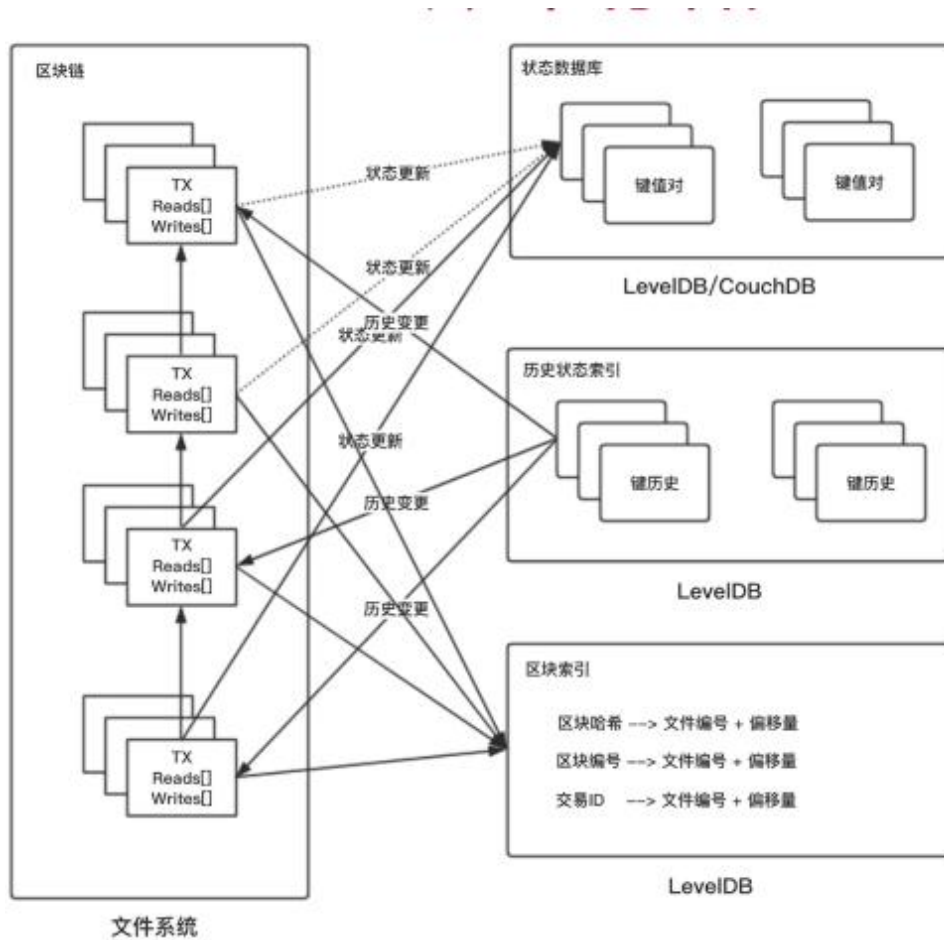 区块链
TX
Reads[]
Writes[]
TX
Reads[]
Writes[]
TX
Reads[]
Writes[]
TX
Reads[]
Writes[]
文件系统
状态更新
状态更新
历史变更
状态更新
状态更新
历史变更
历史变更
状态数据库
键值对
键值对
LevelDB/CouchDB
历史状态索引
键历史
键历史
LevelDB
区块索引
区块哈希 --> 文件编号 + 偏移量
区块编号 --> 文件编号 + 偏移量
交易ID --> 文件编号 + 偏移量
LevelDB